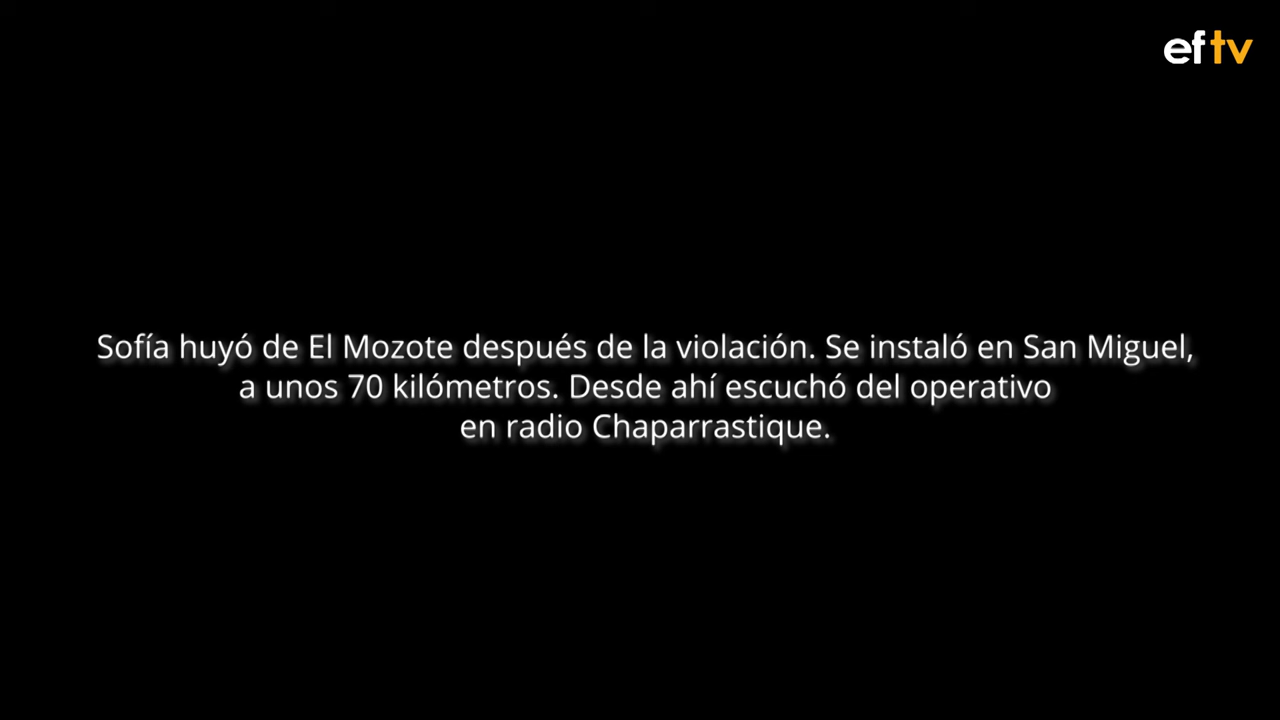 eftv
Sofía huyó de El Mozote después de la violación. Se instaló en San Miguel,
a unos 70 kilómetros. Desde ahí escuchó del operativo
en radio Chaparrastique.